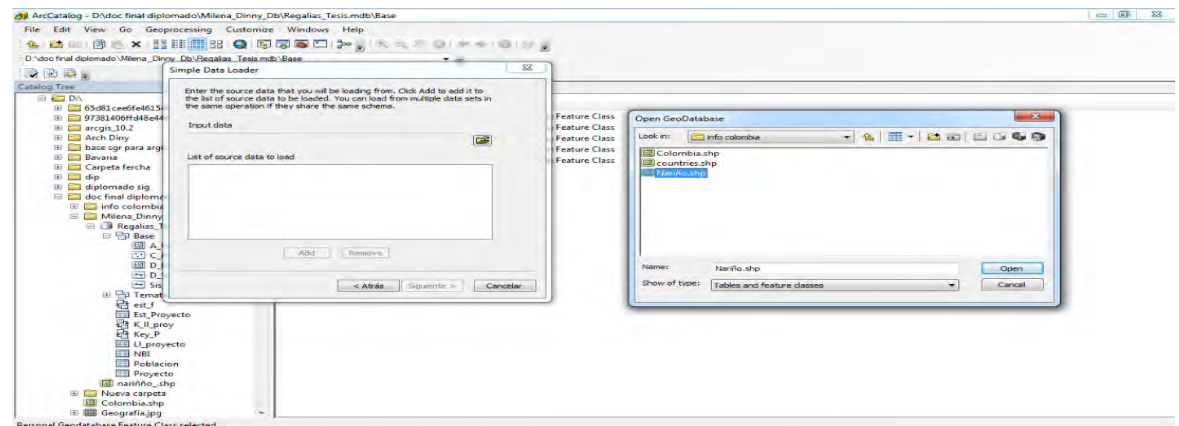 ArcCatalog - D:\doc final diplomado\Milena_Dinny_Db\Regalias_Tesis.mdb\Base
File Edit View Go Geoprocessing Customize Windows Help
D:\doc final diplomado\Milena_Dinny_Db\Regalias_Tesis.mdb\Base
Catalog Tree
D:\
65d81cee6fe4615
97381406ffd48e44
arcgis_10.2
Arch Diny
base sgr para argi
Bavaria
Carpeta fercha
dip
diplomado sig
doc final diploma
info colombia
Milena_Dinny
Regalias_T
Base
A_
C_
D_
D_
Sis
Temat
est_f
Est_Proyecto
K_ll_proy
Key_P
Ll_proyecto
NBI
Poblacion
Proyecto
nariñño_.shp
Nueva carpeta
Colombia.shp
Geografía.jpg
Simple Data Loader
Enter the source data that you will be loading from. Click Add to add it to
the list of source data to be loaded. You can load from multiple data sets in
the same operation if they share the same schema.
Input data
List of source data to load
Add Remove
< Atrás Siguiente > Cancelar
Feature Class
Feature Class
Feature Class
Feature Class
Feature Class
Open GeoDatabase
Look in: info colombia
Colombia.shp
countries.shp
Nariño.shp
Name: Nariño.shp Open
Show of type: Tables and feature classes Cancel
Personal Geodatabase Feature Class selected